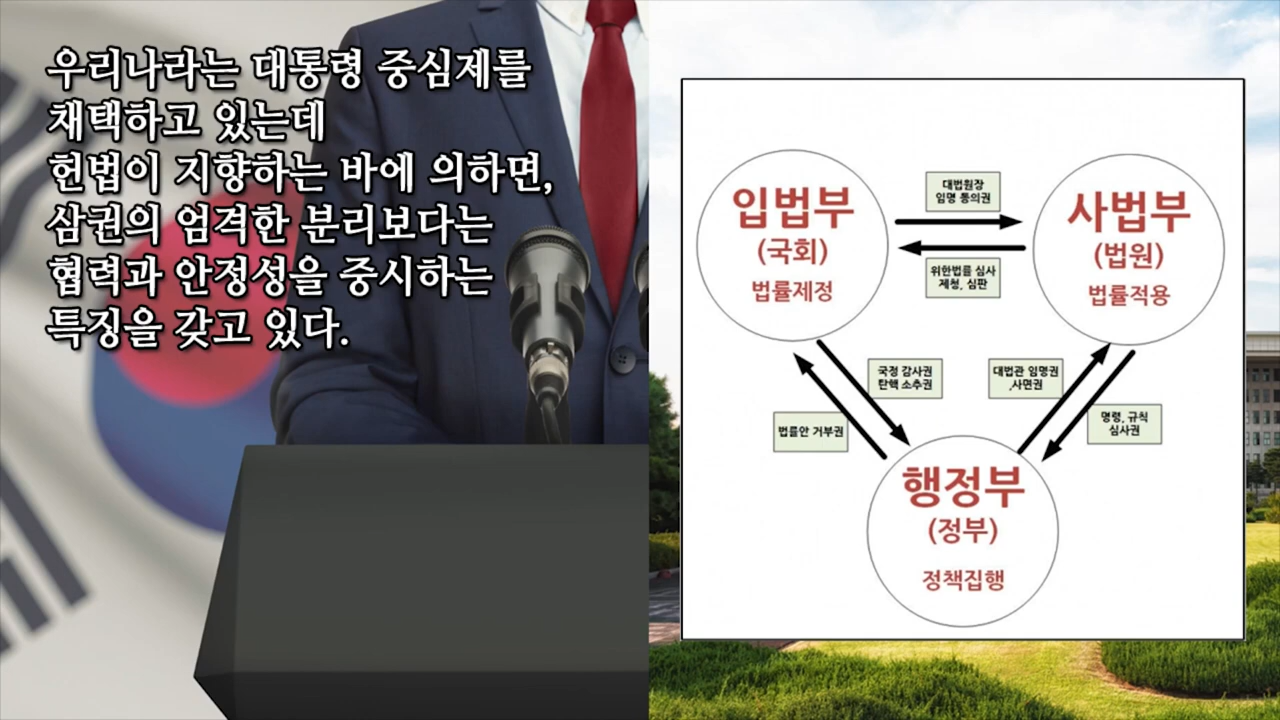 우리나라는 대통령 중심제를
채택하고 있는데
헌법이 지향하는 바에 의하면,
삼권의 엄격한 분리보다는
협력과 안정성을 중시하는
특징을 갖고 있다.
입법부
(국회)
법률제정
대법원장
임명 동의권
위헌법률 심사
제청, 심판
사법부
(법원)
법률적용
국정 감사권
탄핵 소추권
법률안 거부권
대법관 임명권
,사면권
명령, 규칙
심사권
행정부
(정부)
정책집행